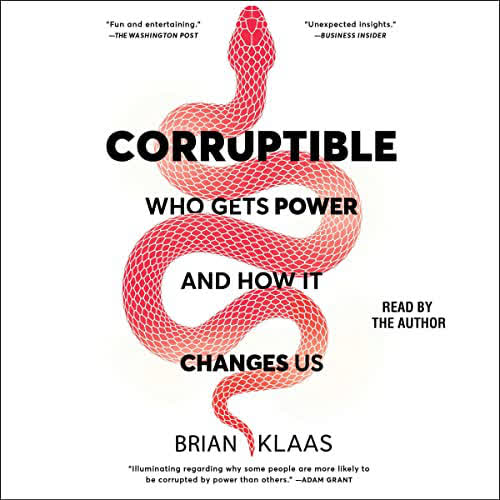 "Fun and entertaining."
—THE WASHINGTON POST
"Unexpected insights."
—BUSINESS INSIDER
CORRUPTIBLE
WHO GETS POWER
AND HOW IT
CHANGES US
READ BY
THE AUTHOR
BRIAN KLAAS
"Illuminating regarding why some people are more likely to
be corrupted by power than others." —ADAM GRANT